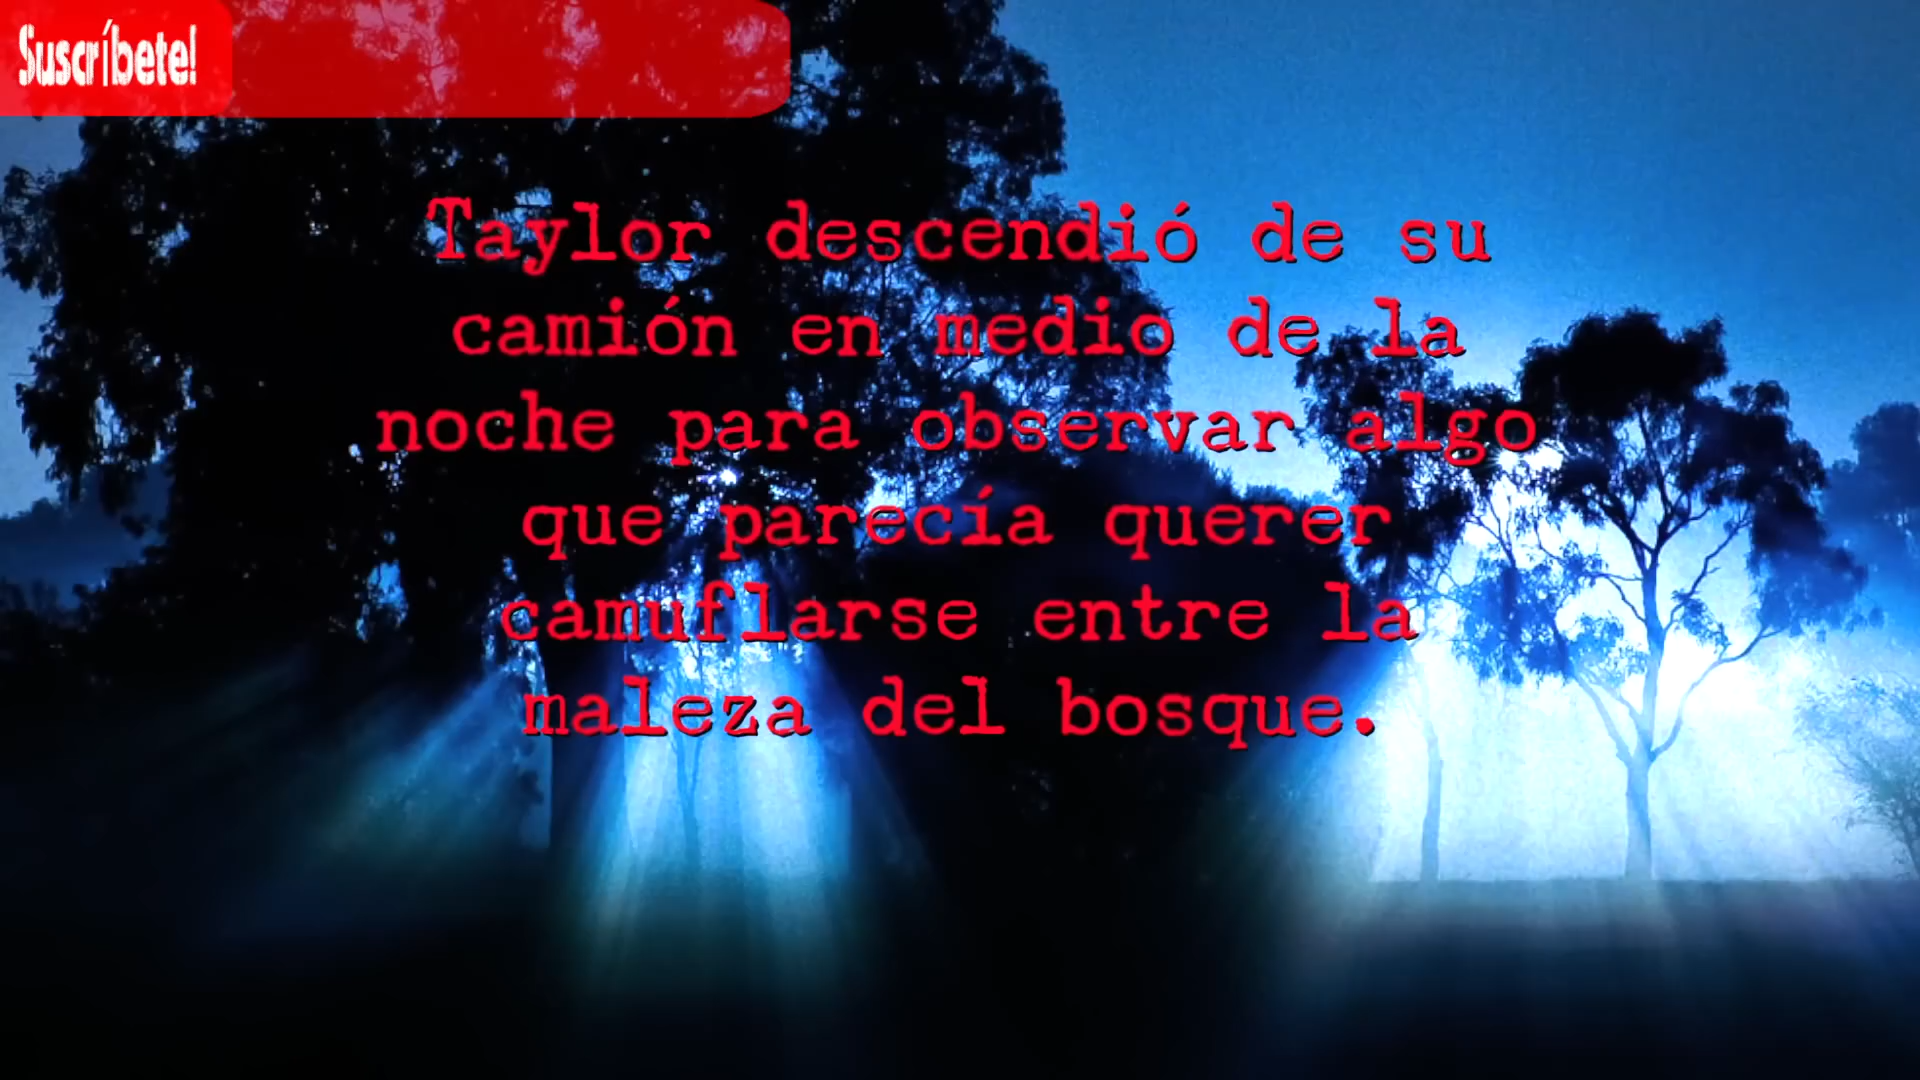 Suscríbete!
Taylor descendió de su
camión en medio de la
noche para observar algo
que parecía querer
camuflarse entre la
maleza del bosque.